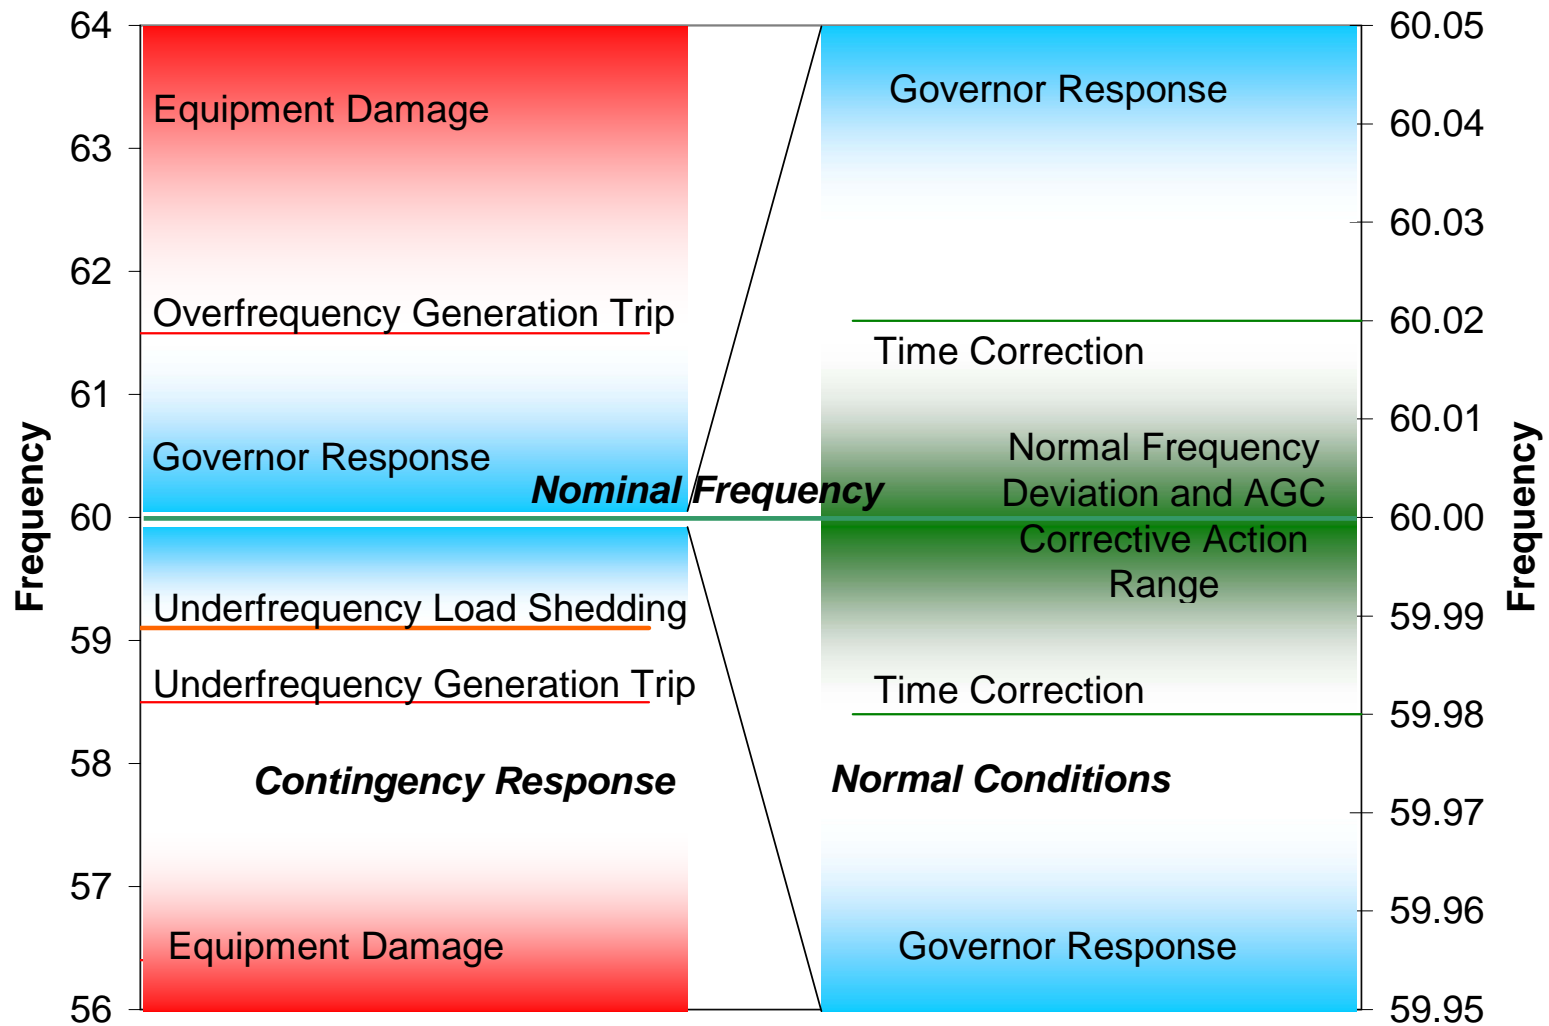 64
63
62
61
60
59
58
57
56
Frequency
Equipment Damage
Overfrequency Generation Trip
Governor Response
Nominal Frequency
Underfrequency Load Shedding
Underfrequency Generation Trip
Contingency Response
Equipment Damage
Governor Response
Time Correction
Normal Frequency
Deviation and AGC
Corrective Action
Range
Time Correction
Normal Conditions
Governor Response
60.05
60.04
60.03
60.02
60.01
60.00
59.99
59.98
59.97
59.96
59.95
Frequency